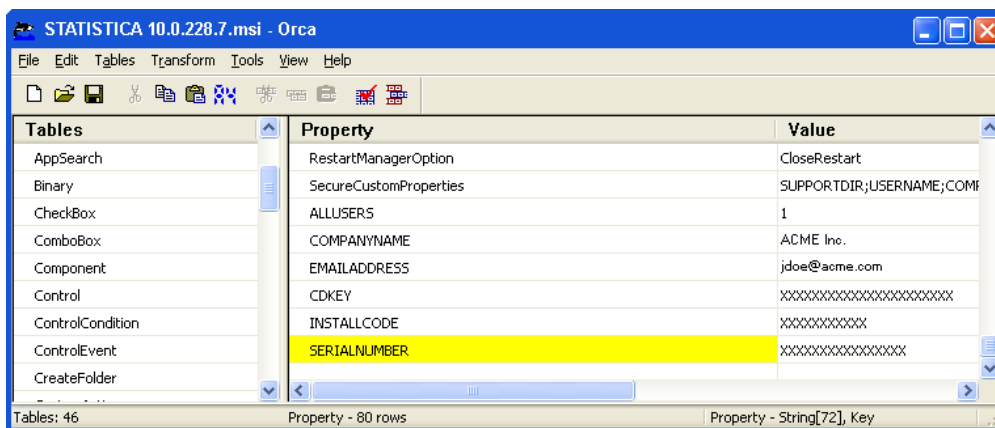 STATISTICA 10.0.228.7.msi - Orca
File Edit Tables Transform Tools View Help
Tables Property Value
AppSearch RestartManagerOption CloseRestart
Binary SecureCustomProperties SUPPORTDIR;USERNAME;COMP
CheckBox ALLUSERS 1
ComboBox COMPANYNAME ACME Inc.
Component EMAILADDRESS jdoe@acme.com
Control CDKEY XXXXXXXXXXXXXXXXXXXXXX
ControlCondition INSTALLCODE XXXXXXXXXXX
ControlEvent SERIALNUMBER XXXXXXXXXXXXXXXX
CreateFolder
Tables: 46 Property - 80 rows Property - String[72], Key